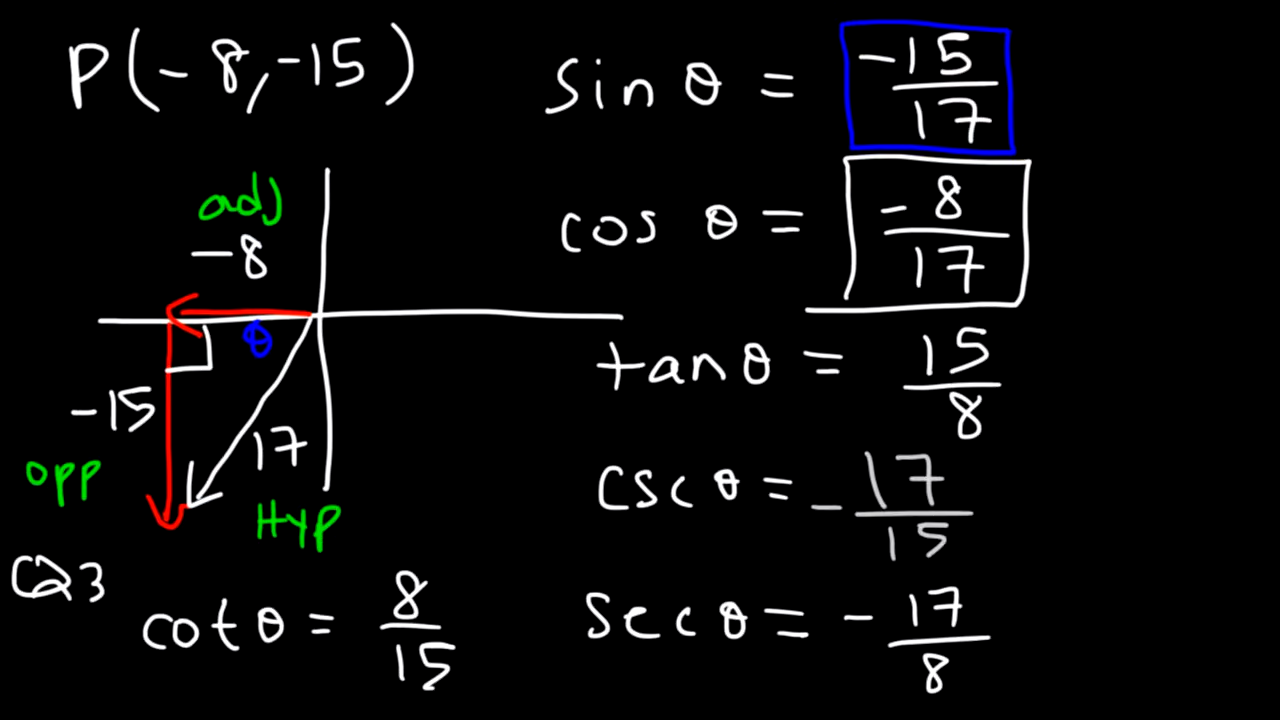 P(-8,-15)
sin θ = -15/17
adj
-8
cos θ = -8/17
θ
tan θ = 15/8
-15
17
opp
Hyp
csc θ = -17/15
Q3
cot θ = 8/15
sec θ = -17/8